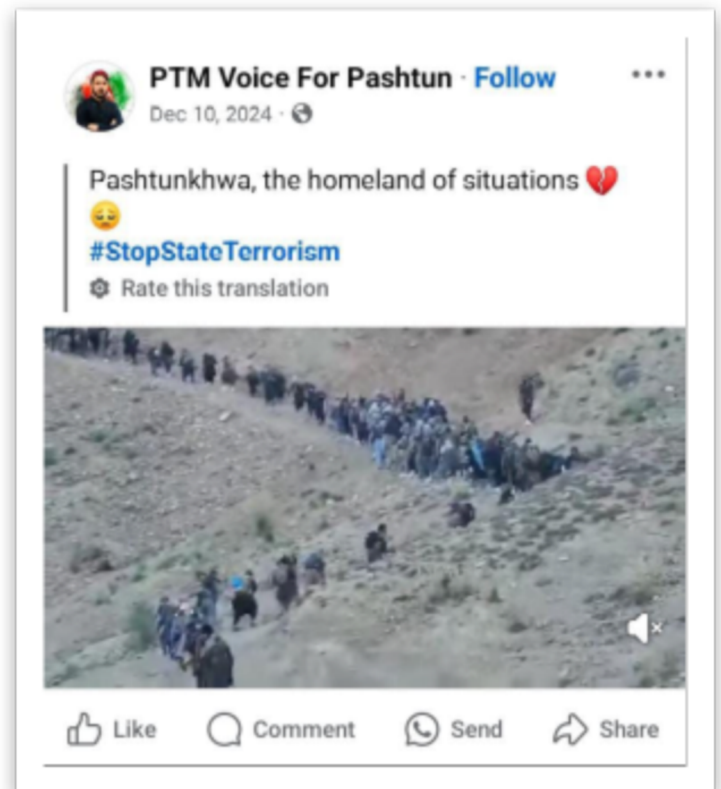 PTM Voice For Pashtun · Follow
Dec 10, 2024 ·
Pashtunkhwa, the homeland of situations 💔
😔
#StopStateTerrorism
Rate this translation
Like Comment Send Share